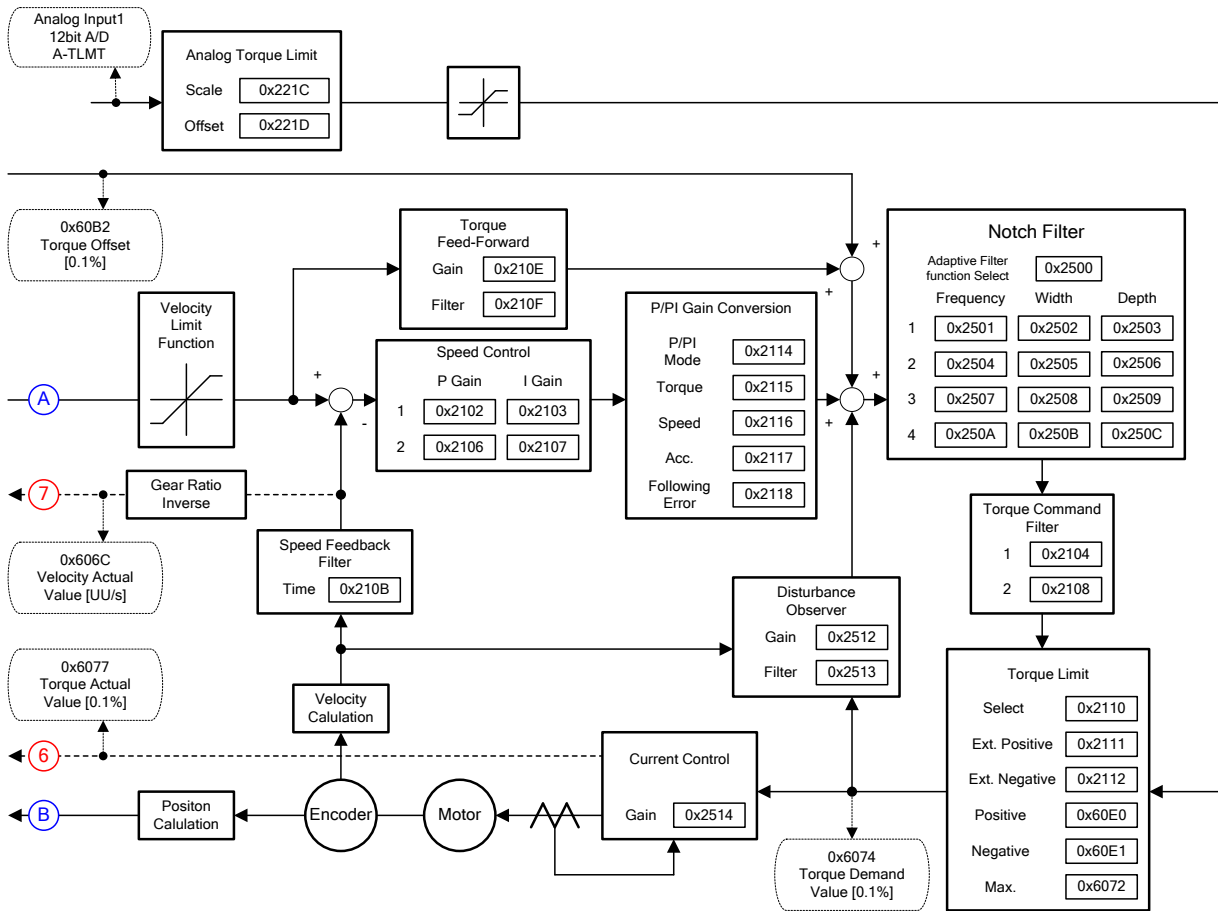 Analog Input1
12bit A/D
A-TLMT
Analog Torque Limit
Scale 0x221C
Offset 0x221D
0x60B2
Torque Offset
[0.1%]
Torque
Feed-Forward
Gain 0x210E
Filter 0x210F
+
+
Notch Filter
Adaptive Filter
function Select 0x2500
Frequency Width Depth
1 0x2501 0x2502 0x2503
2 0x2504 0x2505 0x2506
3 0x2507 0x2508 0x2509
4 0x250A 0x250B 0x250C
Velocity
Limit
Function
A
+
-
Speed Control
P Gain I Gain
1 0x2102 0x2103
2 0x2106 0x2107
P/PI Gain Conversion
P/PI
Mode 0x2114
Torque 0x2115
Speed 0x2116
Acc. 0x2117
Following
Error 0x2118
+
+
7
Gear Ratio
Inverse
0x606C
Velocity Actual
Value [UU/s]
Speed Feedback
Filter
Time 0x210B
Torque Command
Filter
1 0x2104
2 0x2108
Disturbance
Observer
Gain 0x2512
Filter 0x2513
0x6077
Torque Actual
Value [0.1%]
Velocity
Calulation
Torque Limit
Select 0x2110
Ext. Positive 0x2111
Ext. Negative 0x2112
Positive 0x60E0
Negative 0x60E1
Max. 0x6072
6
Current Control
Gain 0x2514
B
Positon
Calulation
Encoder
Motor
0x6074
Torque Demand
Value [0.1%]